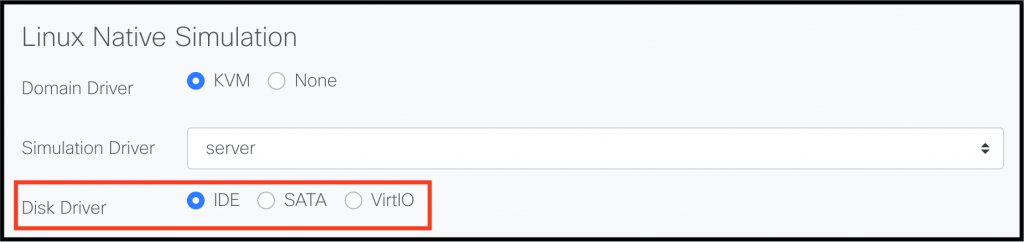 Linux Native Simulation
Domain Driver KVM None
Simulation Driver server
Disk Driver IDE SATA VirtIO